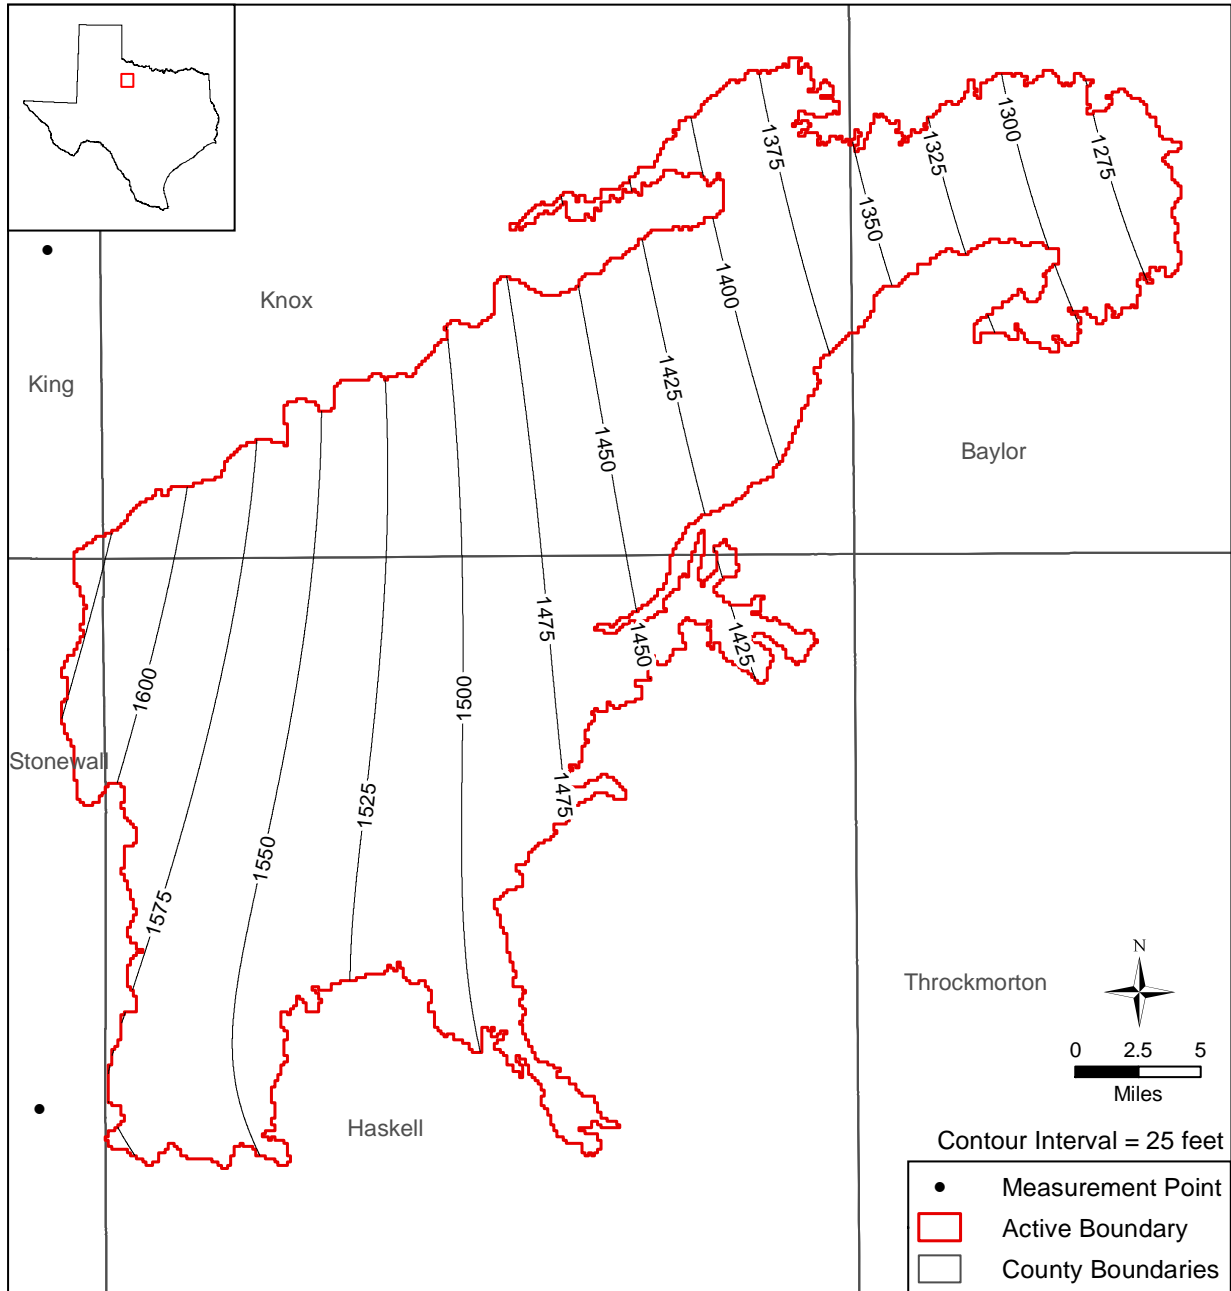 1375
1300
1325
1275
1350
1400
Knox
1425
King
1450
Baylor
1475
1450
1425
1600
1500
Stonewall
1475
1525
1550
1575
Throckmorton
N
0 2.5 5
Miles
Haskell
Contour Interval = 25 feet
Measurement Point
Active Boundary
County Boundaries